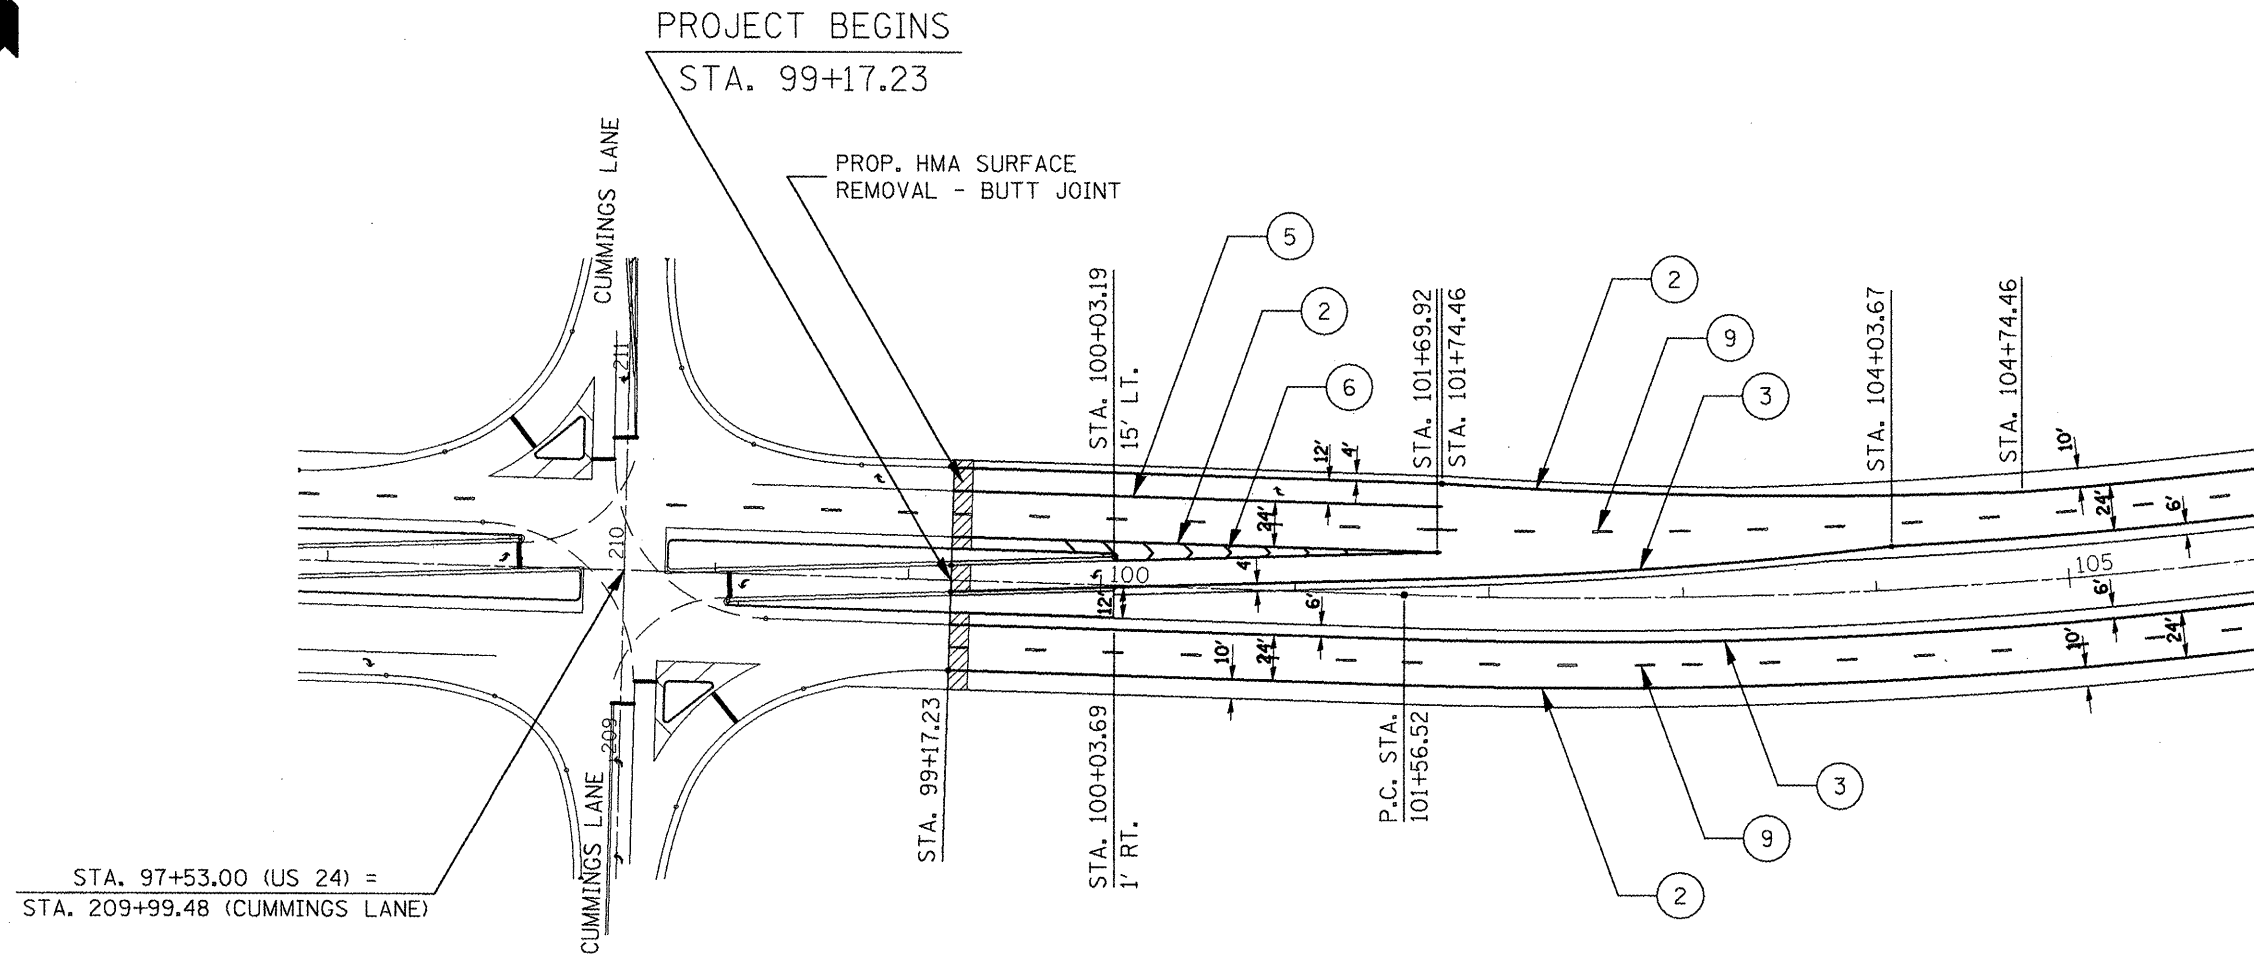 PROJECT BEGINS
STA. 99+17.23
PROP. HMA SURFACE
REMOVAL - BUTT JOINT
CUMMINGS LANE
STA. 100+03.19
15' LT.
STA. 101+69.92
STA. 101+74.46
STA. 104+03.67
STA. 104+74.46
5
2
6
2
9
3
12'
4'
24'
10'
24'
6'
211
210
209
100
105
4'
12'
6'
10'
24'
6'
10'
24'
STA. 99+17.23
STA. 100+03.69
1' RT.
P.C. STA.
101+56.52
3
9
2
CUMMINGS LANE
STA. 97+53.00 (US 24) =
STA. 209+99.48 (CUMMINGS LANE)